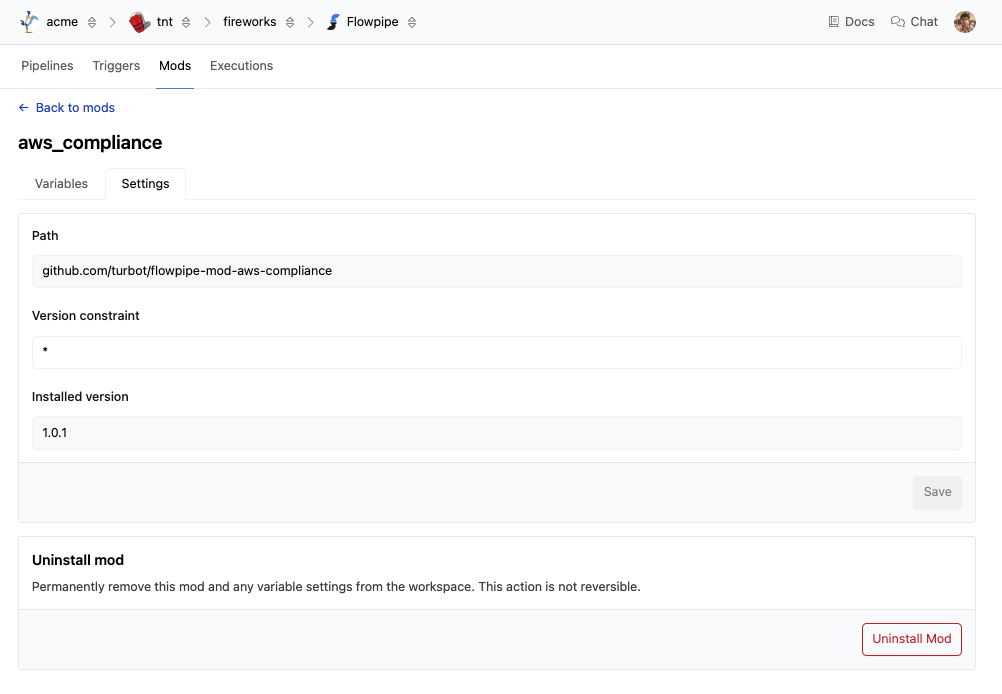 acme tnt fireworks Flowpipe Docs Chat
Pipelines Triggers Mods Executions
← Back to mods
aws_compliance
Variables Settings
Path
github.com/turbot/flowpipe-mod-aws-compliance
Version constraint
*
Installed version
1.0.1
Save
Uninstall mod
Permanently remove this mod and any variable settings from the workspace. This action is not reversible.
Uninstall Mod